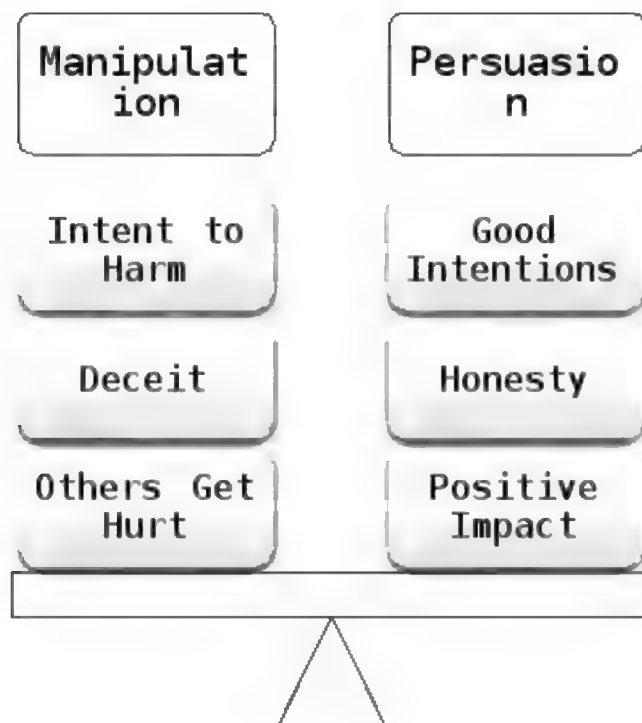 Manipulat
ion
Persuasio
n
Intent to
Harm
Good
Intentions
Deceit
Honesty
Others Get
Hurt
Positive
Impact